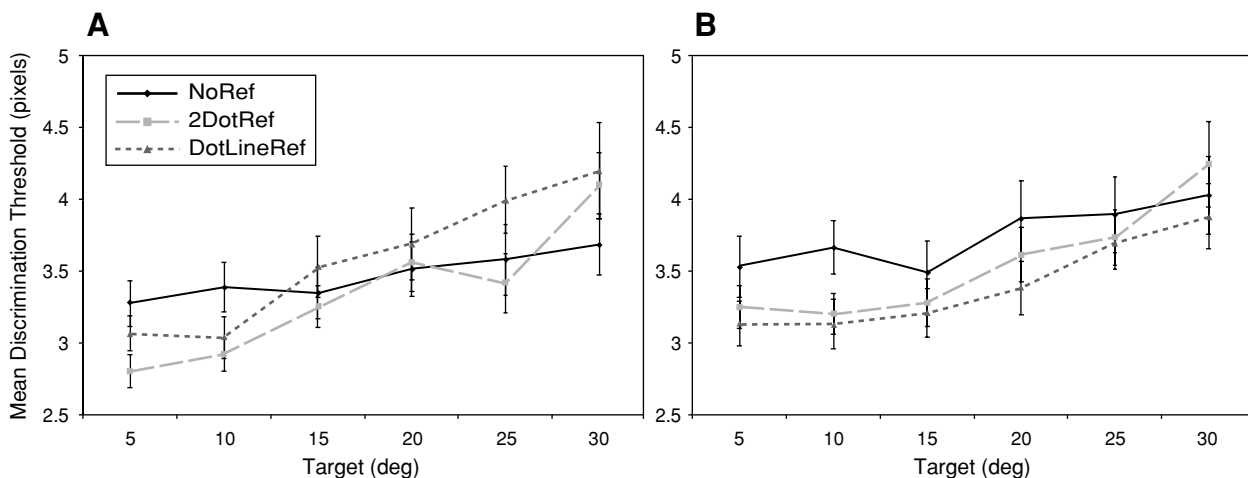 A
B
Mean Discrimination Threshold (pixels)
5
4.5
4
3.5
3
2.5
NoRef
2DotRef
DotLineRef
5 10 15 20 25 30
Target (deg)
5
4.5
4
3.5
3
2.5
5 10 15 20 25 30
Target (deg)